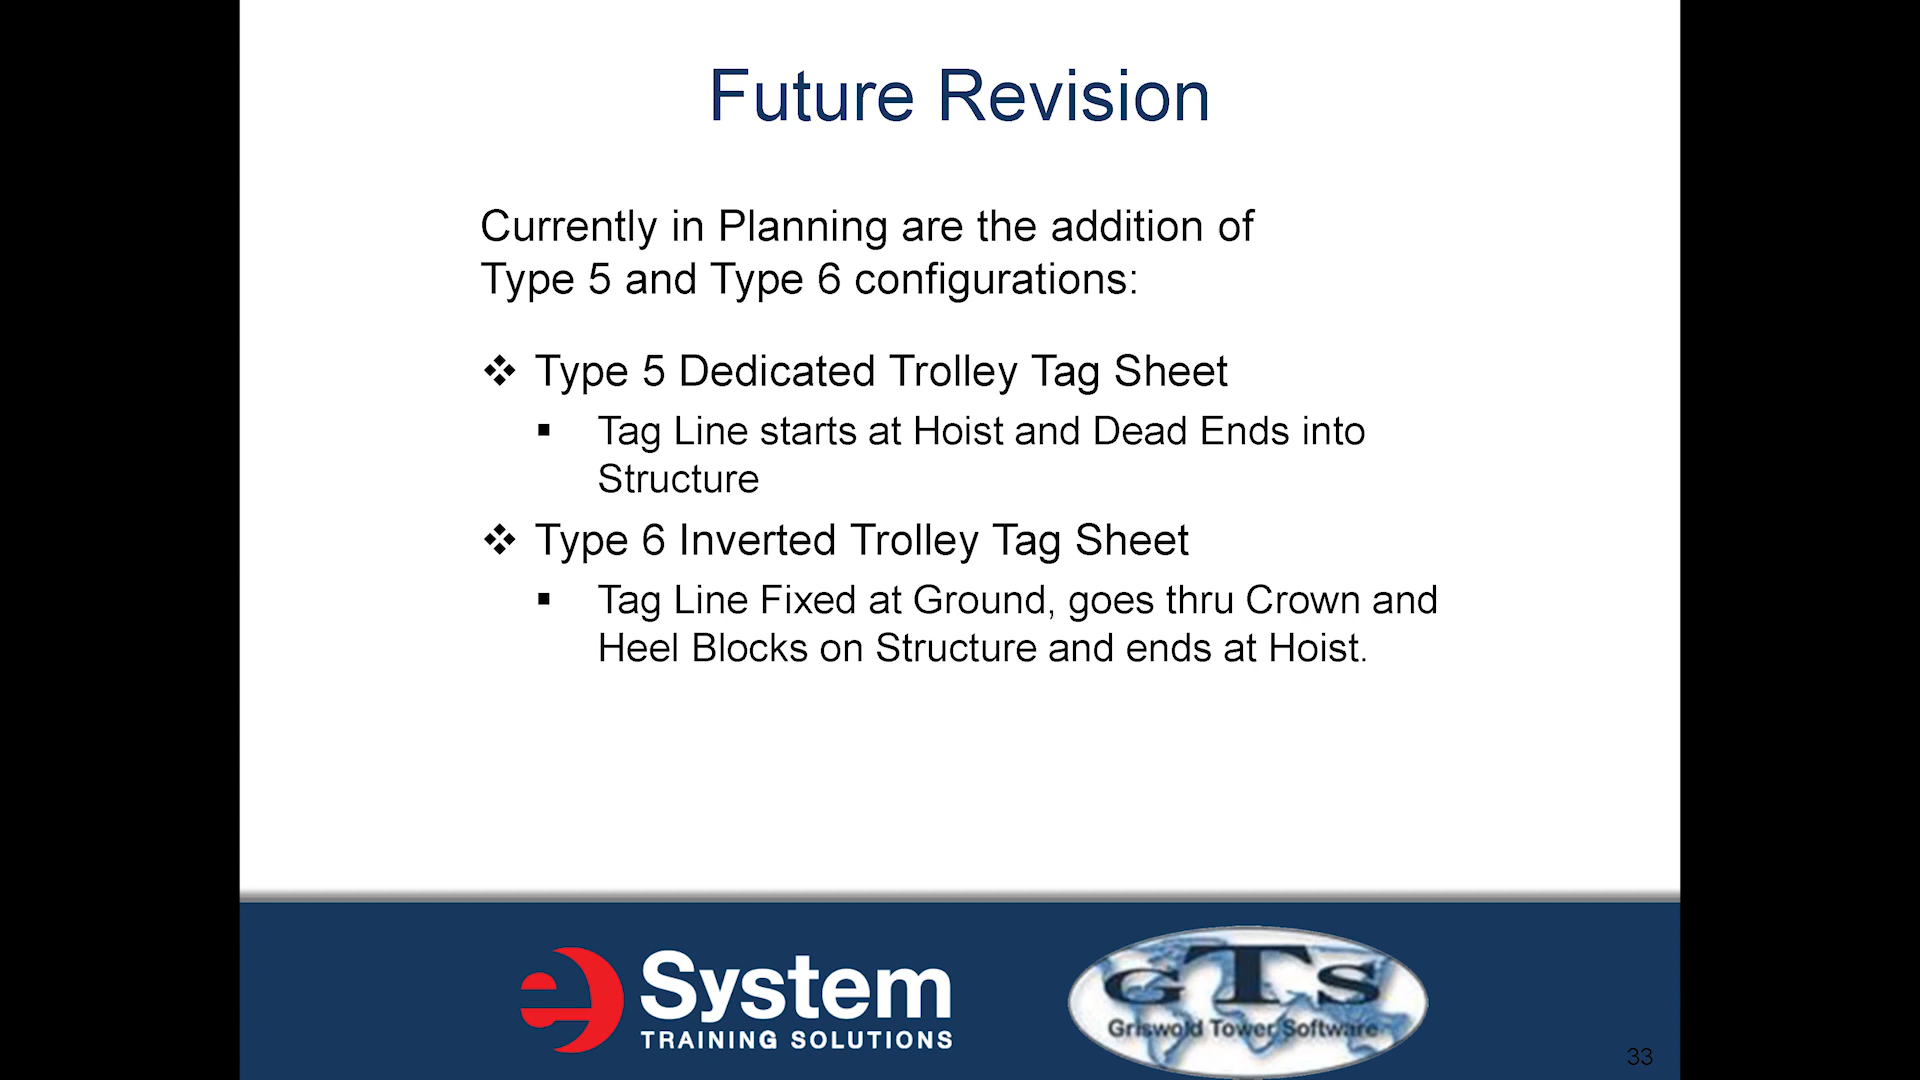 Future Revision
Currently in Planning are the addition of
Type 5 and Type 6 configurations:
❖ Type 5 Dedicated Trolley Tag Sheet
▪ Tag Line starts at Hoist and Dead Ends into
Structure
❖ Type 6 Inverted Trolley Tag Sheet
▪ Tag Line Fixed at Ground, goes thru Crown and
Heel Blocks on Structure and ends at Hoist.
e System
TRAINING SOLUTIONS
GTS
Griswold Tower Software
33